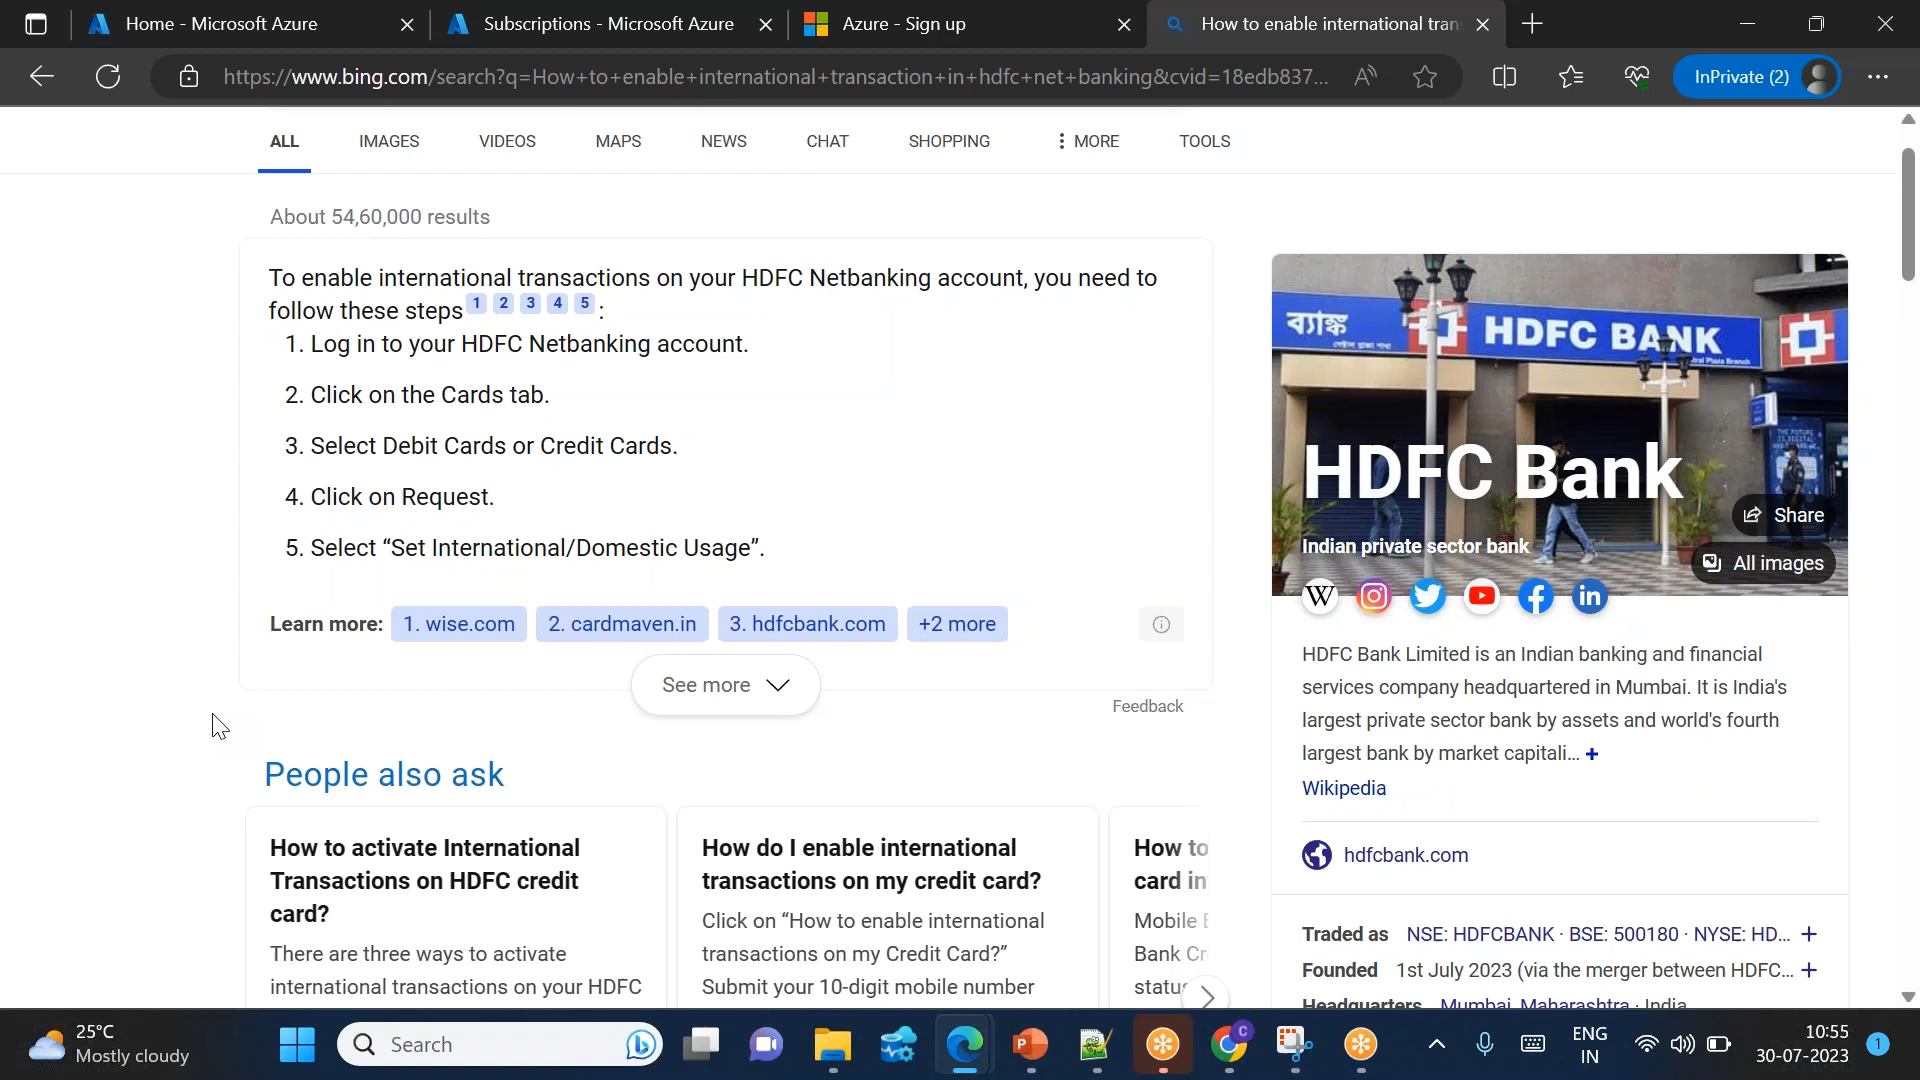 Home - Microsoft Azure
Subscriptions - Microsoft Azure
Azure - Sign up
How to enable international tran
https://www.bing.com/search?q=How+to+enable+international+transaction+in+hdfc+net+banking&cvid=18edb837...
InPrivate (2)
ALL
IMAGES
VIDEOS
MAPS
NEWS
CHAT
SHOPPING
MORE
TOOLS
About 54,60,000 results
To enable international transactions on your HDFC Netbanking account, you need to
follow these steps 1 2 3 4 5 :
1. Log in to your HDFC Netbanking account.
2. Click on the Cards tab.
3. Select Debit Cards or Credit Cards.
4. Click on Request.
5. Select “Set International/Domestic Usage”.
Learn more: 1. wise.com 2. cardmaven.in 3. hdfcbank.com +2 more
See more
Feedback
People also ask
How to activate International
Transactions on HDFC credit
card?
There are three ways to activate
international transactions on your HDFC
How do I enable international
transactions on my credit card?
Click on “How to enable international
transactions on my Credit Card?”
Submit your 10-digit mobile number
How to
card in
Mobile
Bank Cr
status
ব্যাঙ্ক
HDFC BANK
HDFC Bank
Share
Indian private sector bank
All images
W
in
HDFC Bank Limited is an Indian banking and financial
services company headquartered in Mumbai. It is India's
largest private sector bank by assets and world's fourth
largest bank by market capitali... +
Wikipedia
hdfcbank.com
Traded as NSE: HDFCBANK · BSE: 500180 · NYSE: HD... +
Founded 1st July 2023 (via the merger between HDFC... +
Headquarters Mumbai, Maharashtra · India
25°C
Mostly cloudy
Search
ENG
IN
10:55
30-07-2023
1